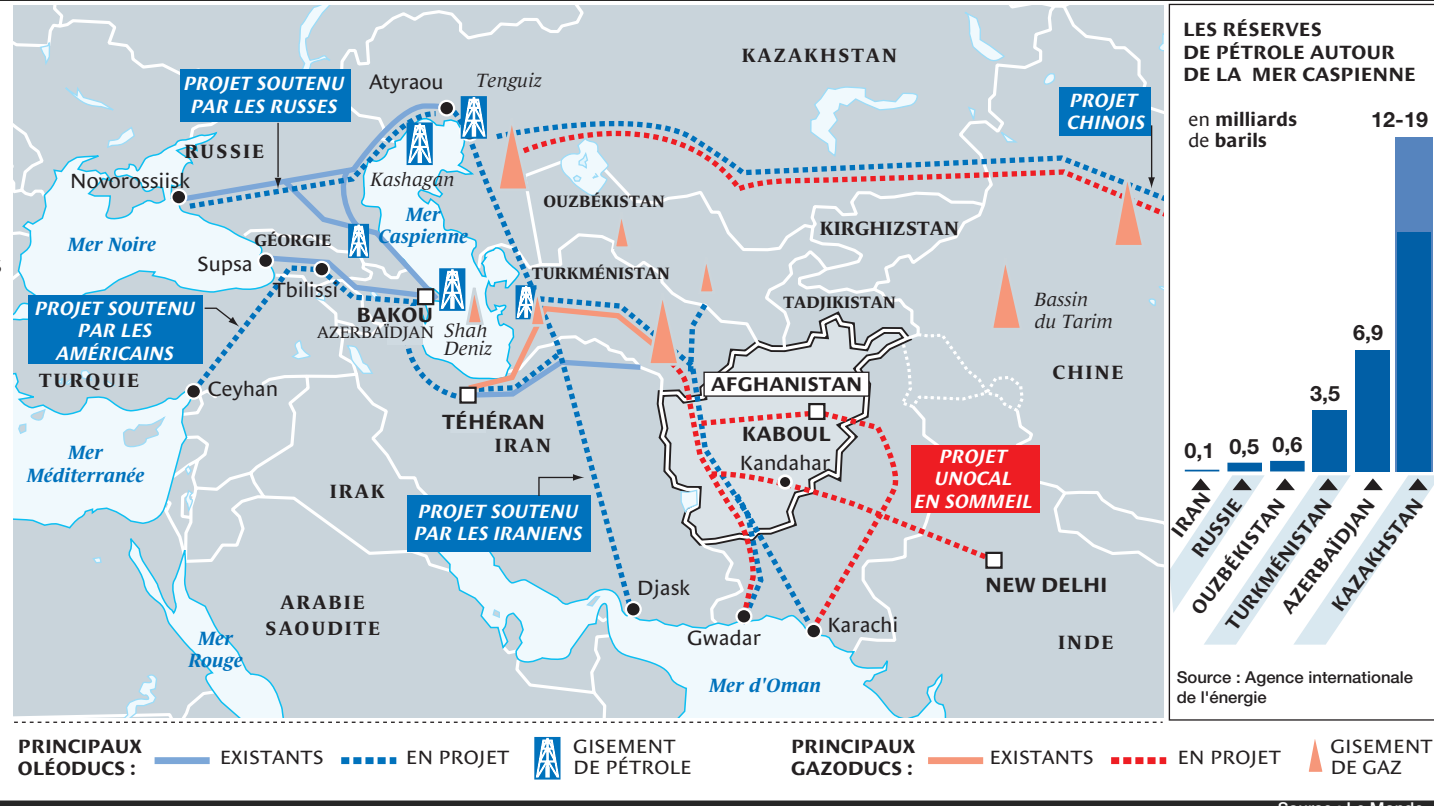 KAZAKHSTAN
PROJET SOUTENU
PAR LES RUSSES
Atyraou
Tenguiz
PROJET
CHINOIS
RUSSIE
Novorossiisk
Kashagan
OUZBÉKISTAN
Mer
Caspienne
KIRGHIZSTAN
Mer Noire
GÉORGIE
Supsa
Tbilissi
TURKMÉNISTAN
TADJIKISTAN
Bassin
du Tarim
PROJET SOUTENU
PAR LES
AMÉRICAINS
BAKOU
AZERBAÏDJAN
Shah
Deniz
TURQUIE
Ceyhan
AFGHANISTAN
CHINE
TÉHÉRAN
IRAN
KABOUL
Kandahar
Mer
Méditerranée
PROJET
UNOCAL
EN SOMMEIL
IRAK
PROJET SOUTENU
PAR LES IRANIENS
NEW DELHI
Djask
ARABIE
SAOUDITE
Gwadar
Karachi
INDE
Mer
Rouge
Mer d'Oman
LES RÉSERVES
DE PÉTROLE AUTOUR
DE LA MER CASPIENNE
en milliards
de barils
12-19
6,9
3,5
0,6
0,5
0,1
IRAN
RUSSIE
OUZBÉKISTAN
TURKMÉNISTAN
AZERBAÏDJAN
KAZAKHSTAN
Source : Agence internationale
de l'énergie
PRINCIPAUX
OLÉODUCS :
EXISTANTS
EN PROJET
GISEMENT
DE PÉTROLE
PRINCIPAUX
GAZODUCS :
EXISTANTS
EN PROJET
GISEMENT
DE GAZ
Source : Le Monde